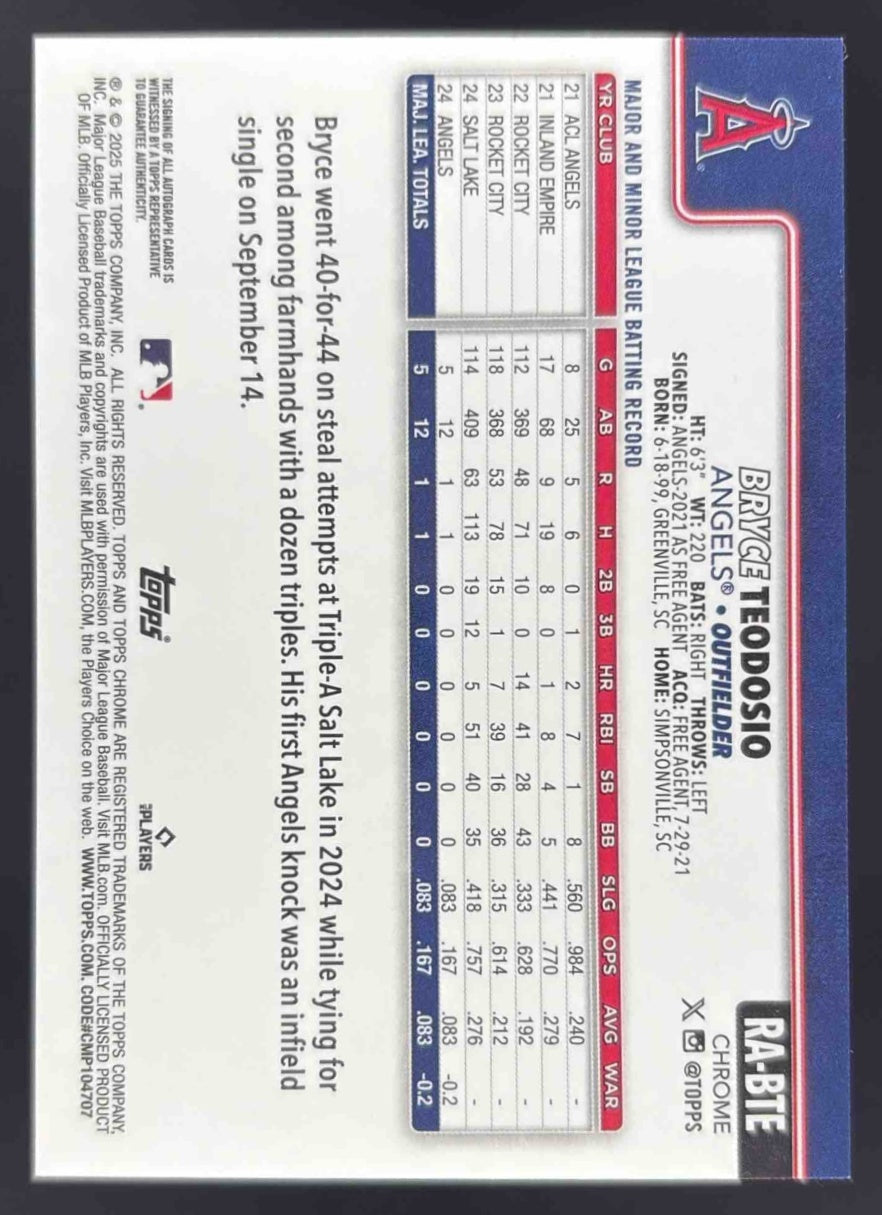 RA-BTE
BRYCE TEODOSIO
CHROME
ANGELS® • OUTFIELDER
@TOPPS
HT: 6'3" WT: 220 BATS: RIGHT THROWS: LEFT
SIGNED: ANGELS-2021 AS FREE AGENT ACQ: FREE AGENT, 7-29-21
BORN: 6-18-99, GREENVILLE, SC HOME: SIMPSONVILLE, SC
A
MAJOR AND MINOR LEAGUE BATTING RECORD
YR CLUB G AB R H 2B 3B HR RBI SB BB SLG OPS AVG WAR
21 ACL ANGELS 8 25 5 6 0 1 2 7 1 8 .560 .984 .240 -
21 INLAND EMPIRE 17 68 9 19 8 0 1 8 4 5 .441 .770 .279 -
22 ROCKET CITY 112 369 48 71 10 0 14 41 28 43 .333 .628 .192 -
23 ROCKET CITY 118 368 53 78 15 1 7 39 16 36 .315 .614 .212 -
24 SALT LAKE 114 409 63 113 19 12 5 51 40 35 .418 .757 .276 -
24 ANGELS 5 12 1 1 0 0 0 0 0 0 .083 .167 .083 -0.2
MAJ. LEA. TOTALS 5 12 1 1 0 0 0 0 0 0 .083 .167 .083 -0.2
Bryce went 40-for-44 on steal attempts at Triple-A Salt Lake in 2024 while tying for
second among farmhands with a dozen triples. His first Angels knock was an infield
single on September 14.
THE SIGNING OF ALL AUTOGRAPH CARDS IS
WITNESSED BY A TOPPS REPRESENTATIVE
TO GUARANTEE AUTHENTICITY.
topps®
MLB PLAYERS
® & © 2025 THE TOPPS COMPANY, INC. ALL RIGHTS RESERVED. TOPPS AND TOPPS CHROME ARE REGISTERED TRADEMARKS OF THE TOPPS COMPANY,
INC. Major League Baseball trademarks and copyrights are used with permission of Major League Baseball. Visit MLB.com. OFFICIALLY LICENSED PRODUCT
OF MLB. Officially Licensed Product of MLB Players, Inc. Visit MLBPLAYERS.COM, the Players Choice on the web. WWW.TOPPS.COM. CODE#CMP104707